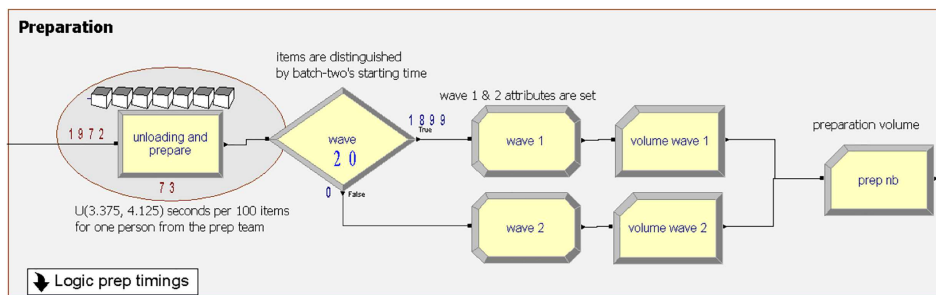 Preparation
items are distinguished
by batch-two's starting time
1972
unloading and
prepare
73
U(3.375, 4.125) seconds per 100 items
for one person from the prep team
wave
20
1899
True
0
False
wave 1 & 2 attributes are set
wave 1
volume wave 1
wave 2
volume wave 2
preparation volume
prep nb
Logic prep timings